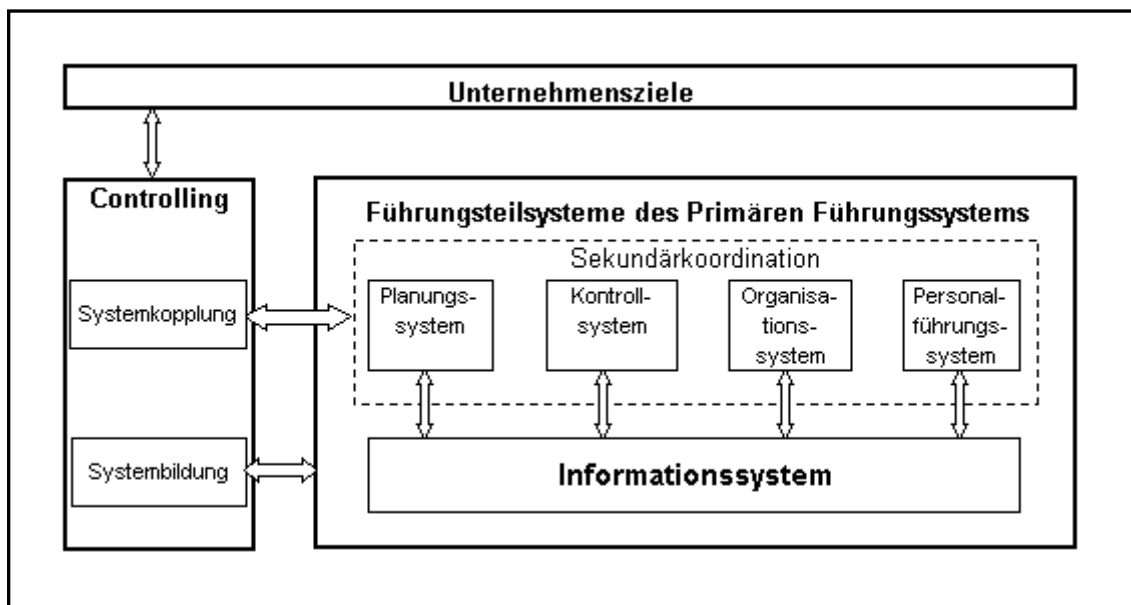 Unternehmensziele
Controlling
Führungsteilsysteme des Primären Führungssystems
Sekundärkoordination
Systemkopplung
Planungs-
system
Kontroll-
system
Organisa-
tions-
system
Personal-
führungs-
system
Systembildung
Informationssystem